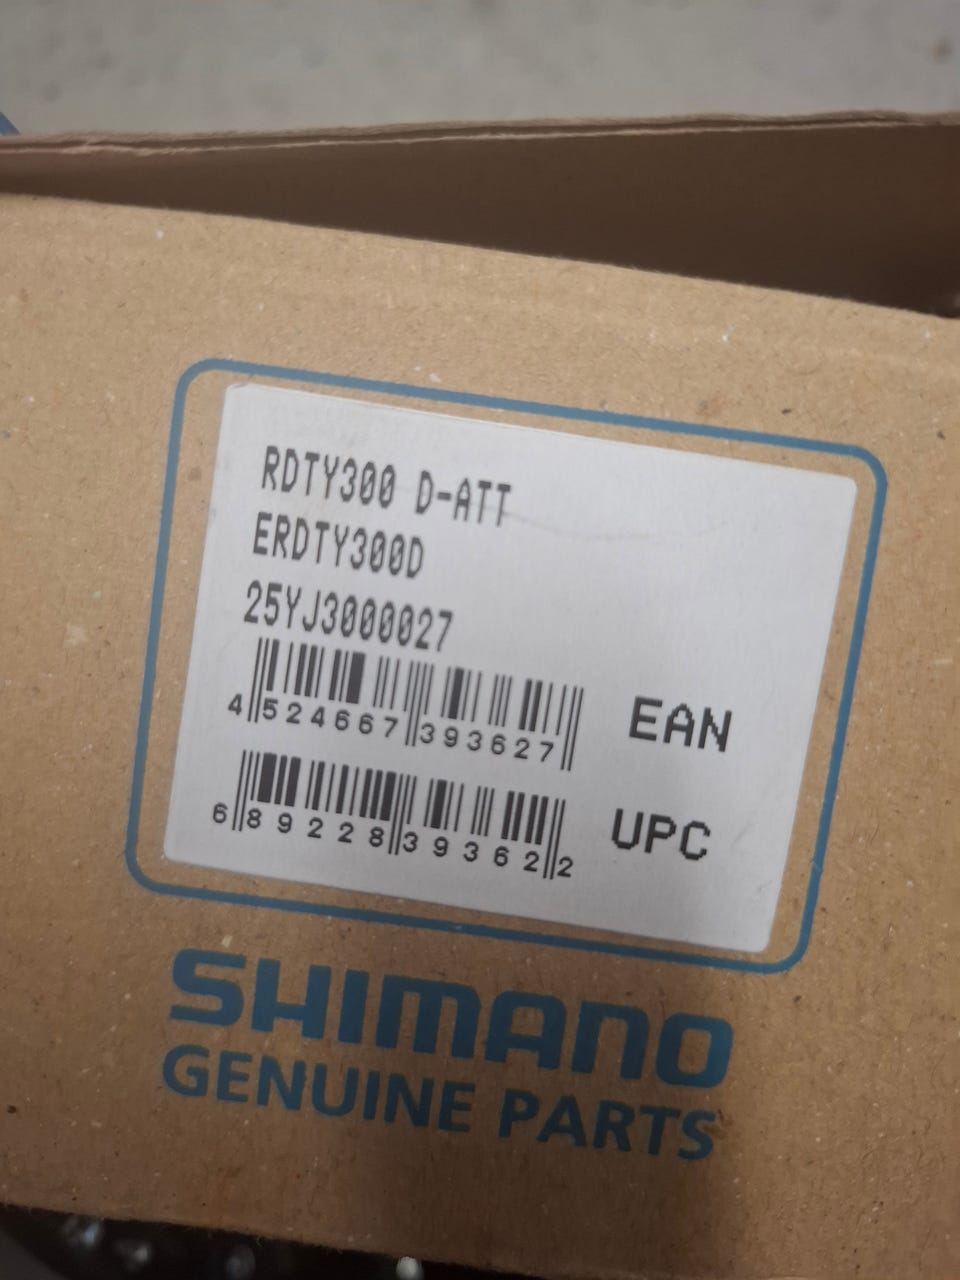 RDTY300 D-ATT
ERDTY300D
25YJ3000027
4 524667 393627 EAN
6 89228 39362 2 UPC
SHIMANO
GENUINE PARTS